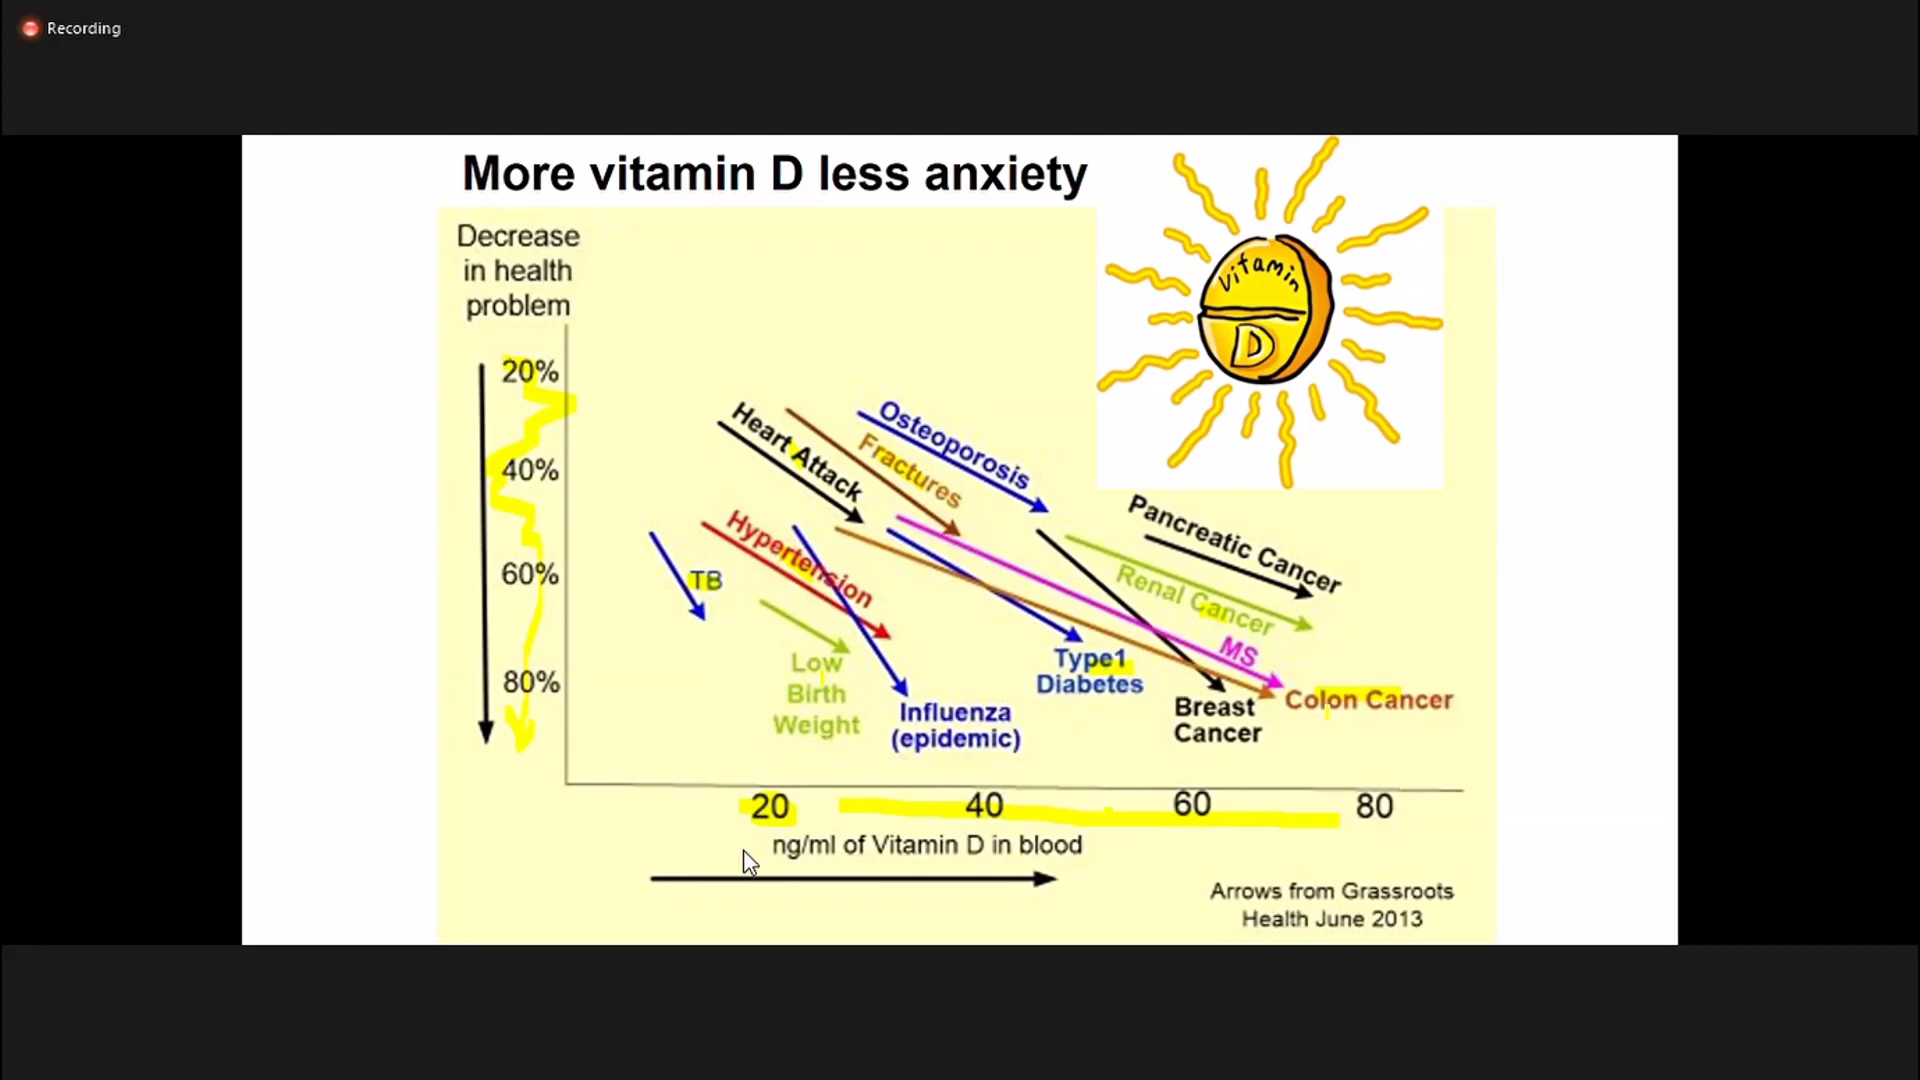 Recording
More vitamin D less anxiety
Decrease
in health
problem
vitamin
D
20%
40%
60%
80%
Heart Attack
Fractures
Osteoporosis
Pancreatic Cancer
Hypertension
TB
Renal Cancer
MS
Low
Birth
Weight
Type1
Diabetes
Influenza
(epidemic)
Breast
Cancer
Colon Cancer
20 40 60 80
ng/ml of Vitamin D in blood
Arrows from Grassroots
Health June 2013